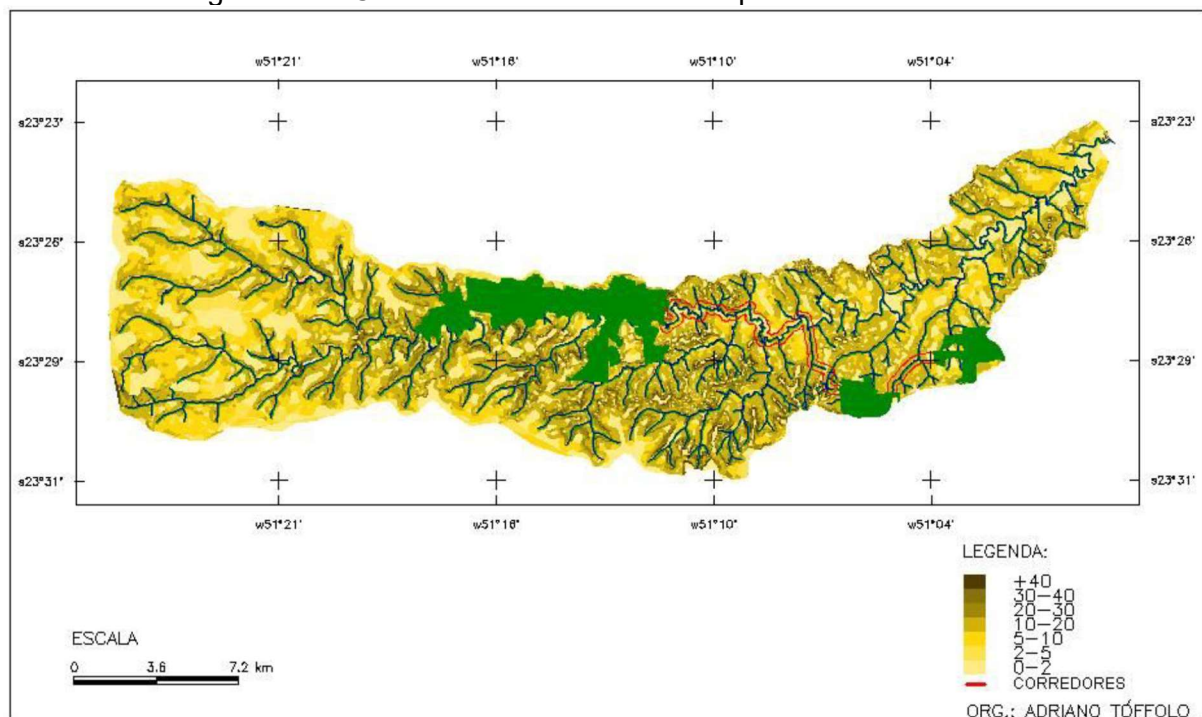 w51°21' w51°16' w51°10' w51°04'
s23°23' s23°23'
s23°26' s23°26'
s23°29' s23°29'
s23°31' s23°31'
w51°21' w51°16' w51°10' w51°04'
LEGENDA:
+40
30-40
20-30
10-20
5-10
2-5
0-2
CORREDORES
ORG.: ADRIANO TÓFFOLO
ESCALA
0 3.6 7.2 km